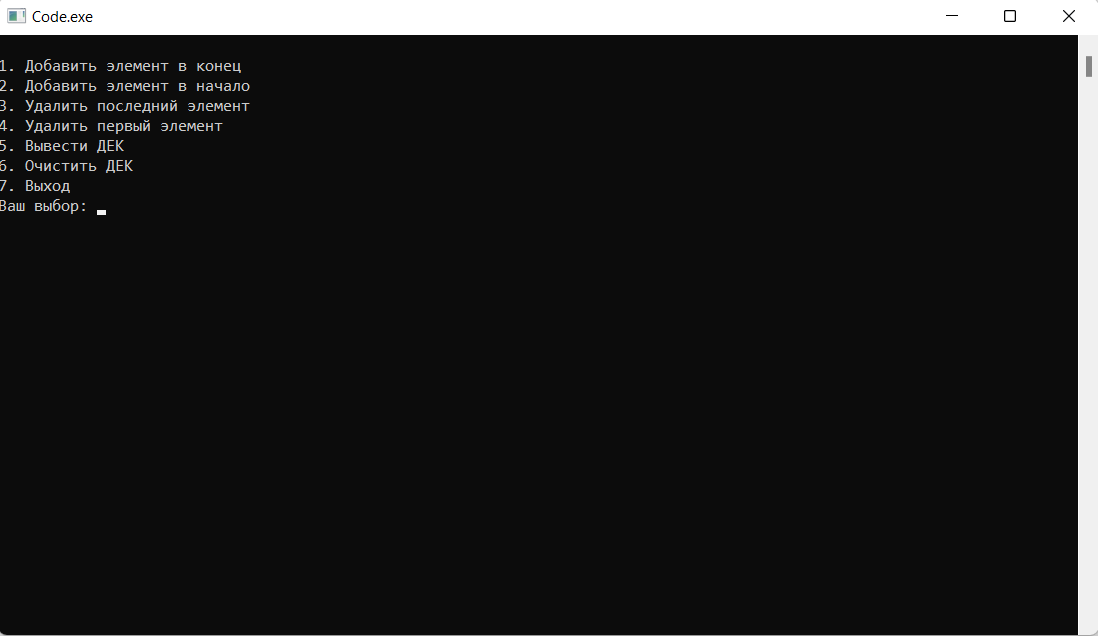 Code.exe
1. Добавить элемент в конец
2. Добавить элемент в начало
3. Удалить последний элемент
4. Удалить первый элемент
5. Вывести ДЕК
6. Очистить ДЕК
7. Выход
Ваш выбор: